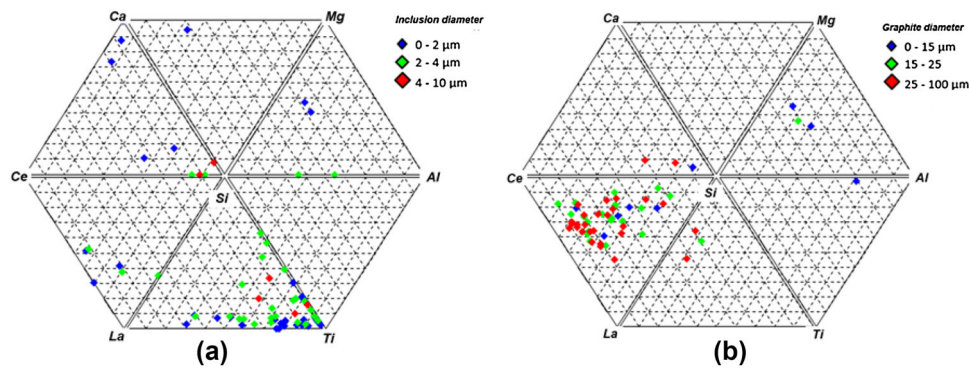 Ca
Mg
Inclusion diameter
0 - 2 µm
2 - 4 µm
4 - 10 µm
Ce
Si
Al
La
Ti
(a)
Ca
Mg
Graphite diameter
0 - 15 µm
15 - 25
25 - 100 µm
Ce
Si
Al
La
Ti
(b)